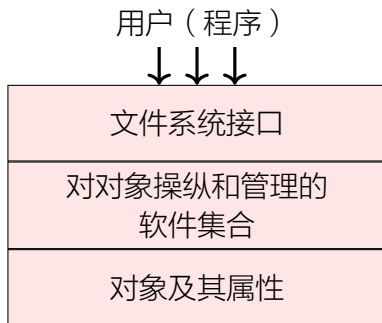 用户（程序）
文件系统接口
对对象操纵和管理的
软件集合
对象及其属性